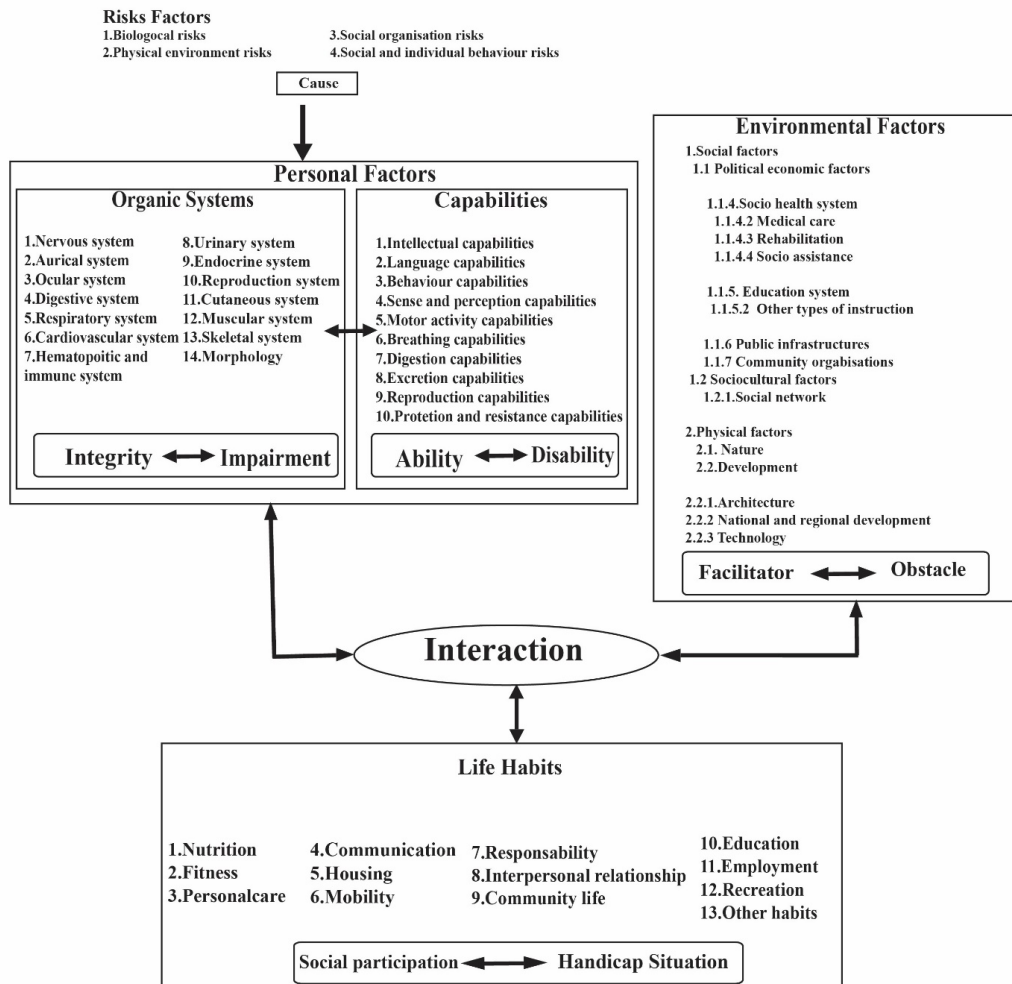 Risks Factors
1.Biologocal risks
2.Physical environment risks
3.Social organisation risks
4.Social and individual behaviour risks
Cause
Personal Factors
Organic Systems
1.Nervous system
2.Aurical system
3.Ocular system
4.Digestive system
5.Respiratory system
6.Cardiovascular system
7.Hematopoitic and
immune system
8.Urinary system
9.Endocrine system
10.Reproduction system
11.Cutaneous system
12.Muscular system
13.Skeletal system
14.Morphology
Integrity
Impairment
Capabilities
1.Intellectual capabilities
2.Language capabilities
3.Behaviour capabilities
4.Sense and perception capabilities
5.Motor activity capabilities
6.Breathing capabilities
7.Digestion capabilities
8.Excretion capabilities
9.Reproduction capabilities
10.Protetion and resistance capabilities
Ability
Disability
Environmental Factors
1.Social factors
1.1 Political economic factors
1.1.4.Socio health system
1.1.4.2 Medical care
1.1.4.3 Rehabilitation
1.1.4.4 Socio assistance
1.1.5. Education system
1.1.5.2 Other types of instruction
1.1.6 Public infrastructures
1.1.7 Community orgabisations
1.2 Sociocultural factors
1.2.1.Social network
2.Physical factors
2.1. Nature
2.2.Development
2.2.1.Architecture
2.2.2 National and regional development
2.2.3 Technology
Facilitator
Obstacle
Interaction
Life Habits
1.Nutrition
2.Fitness
3.Personalcare
4.Communication
5.Housing
6.Mobility
7.Responsability
8.Interpersonal relationship
9.Community life
10.Education
11.Employment
12.Recreation
13.Other habits
Social participation
Handicap Situation